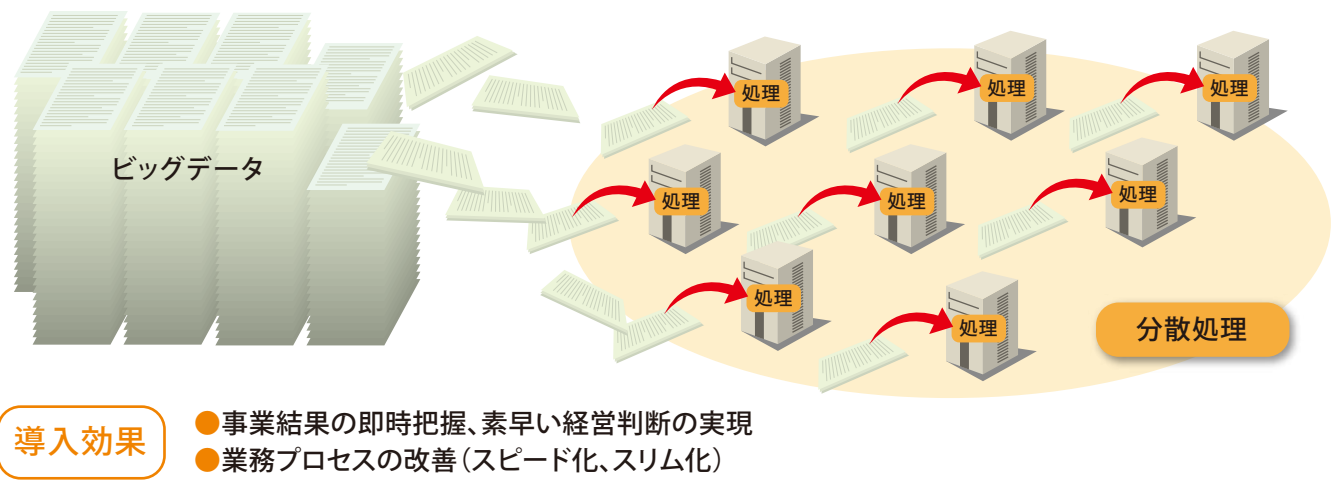 ビッグデータ
処理
処理
処理
処理
処理
処理
処理
処理
分散処理
導入効果
●事業結果の即時把握、素早い経営判断の実現
●業務プロセスの改善（スピード化、スリム化）